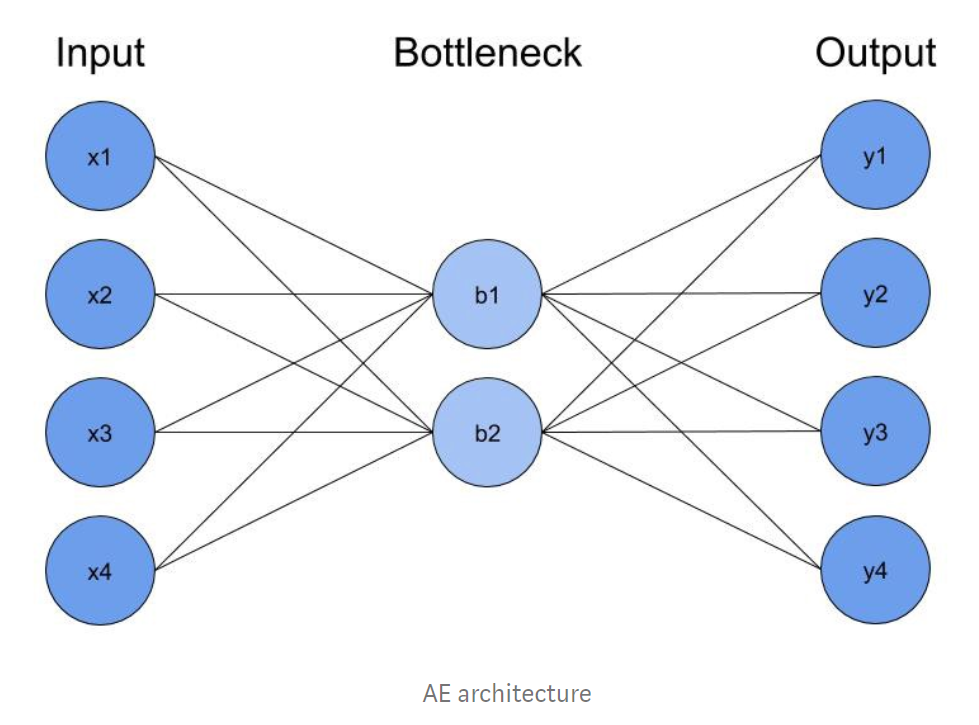 Input Bottleneck Output
x1 y1
x2 b1 y2
x3 b2 y3
x4 y4
AE architecture